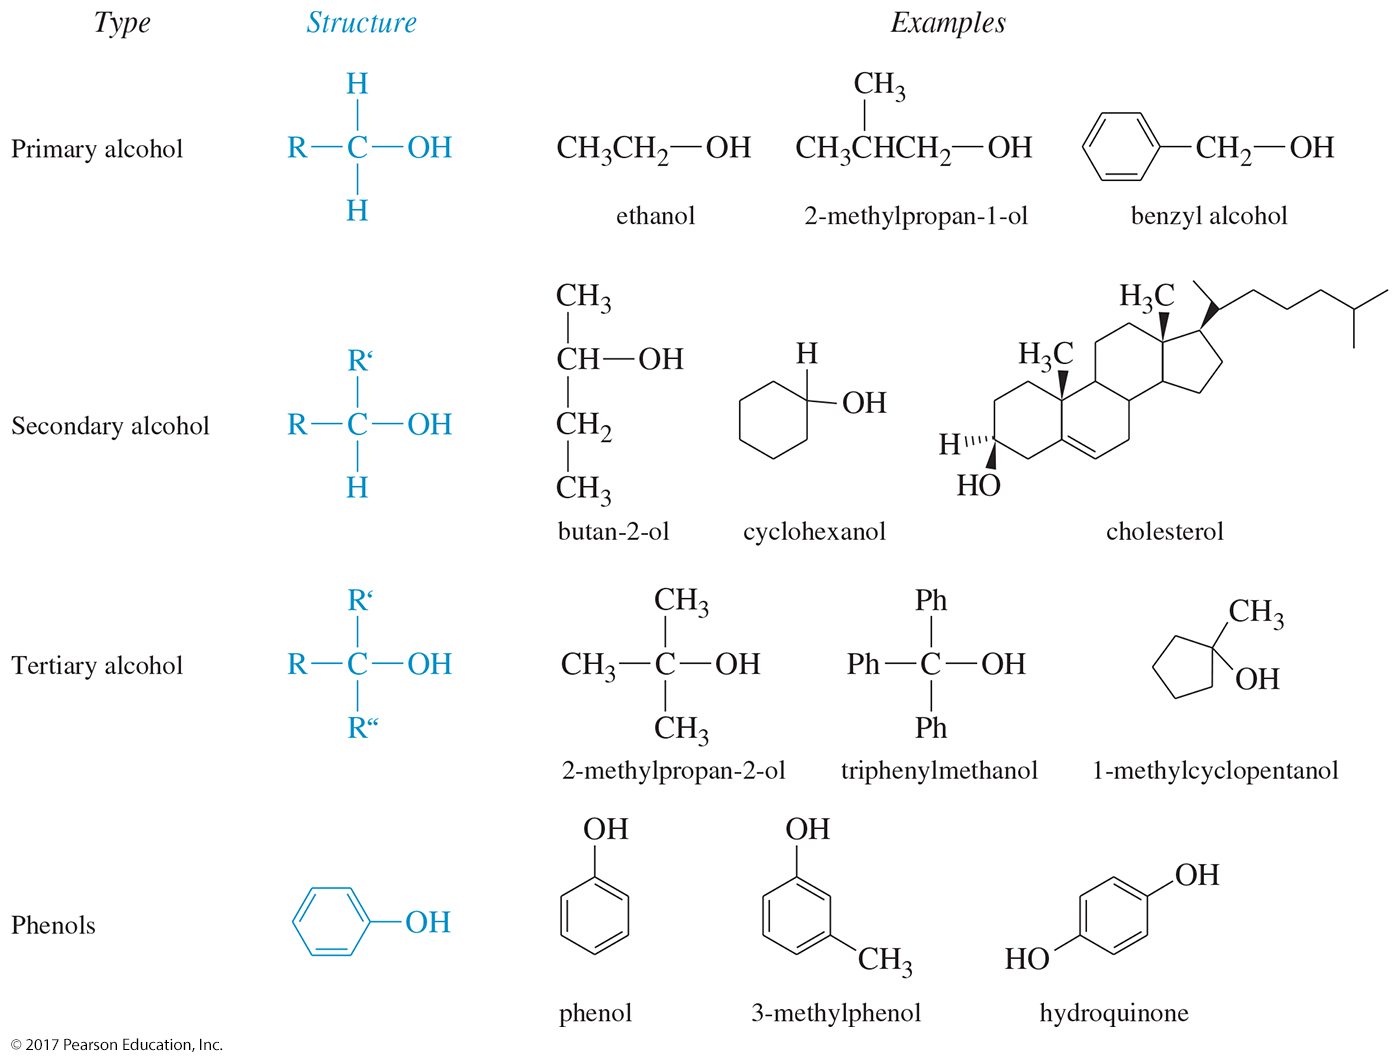 Type Structure Examples
H
CH₃
Primary alcohol R—C—OH CH₃CH₂—OH CH₃CHCH₂—OH CH₂—OH
H
ethanol 2-methylpropan-1-ol benzyl alcohol
CH₃ H₃C
R‘ CH—OH H H₃C
OH
Secondary alcohol R—C—OH CH₂ H
H CH₃ HO
butan-2-ol cyclohexanol cholesterol
R‘ CH₃ Ph CH₃
Tertiary alcohol R—C—OH CH₃—C—OH Ph—C—OH OH
R“ CH₃ Ph
2-methylpropan-2-ol triphenylmethanol 1-methylcyclopentanol
OH OH
OH
Phenols OH
CH₃ HO
phenol 3-methylphenol hydroquinone
© 2017 Pearson Education, Inc.